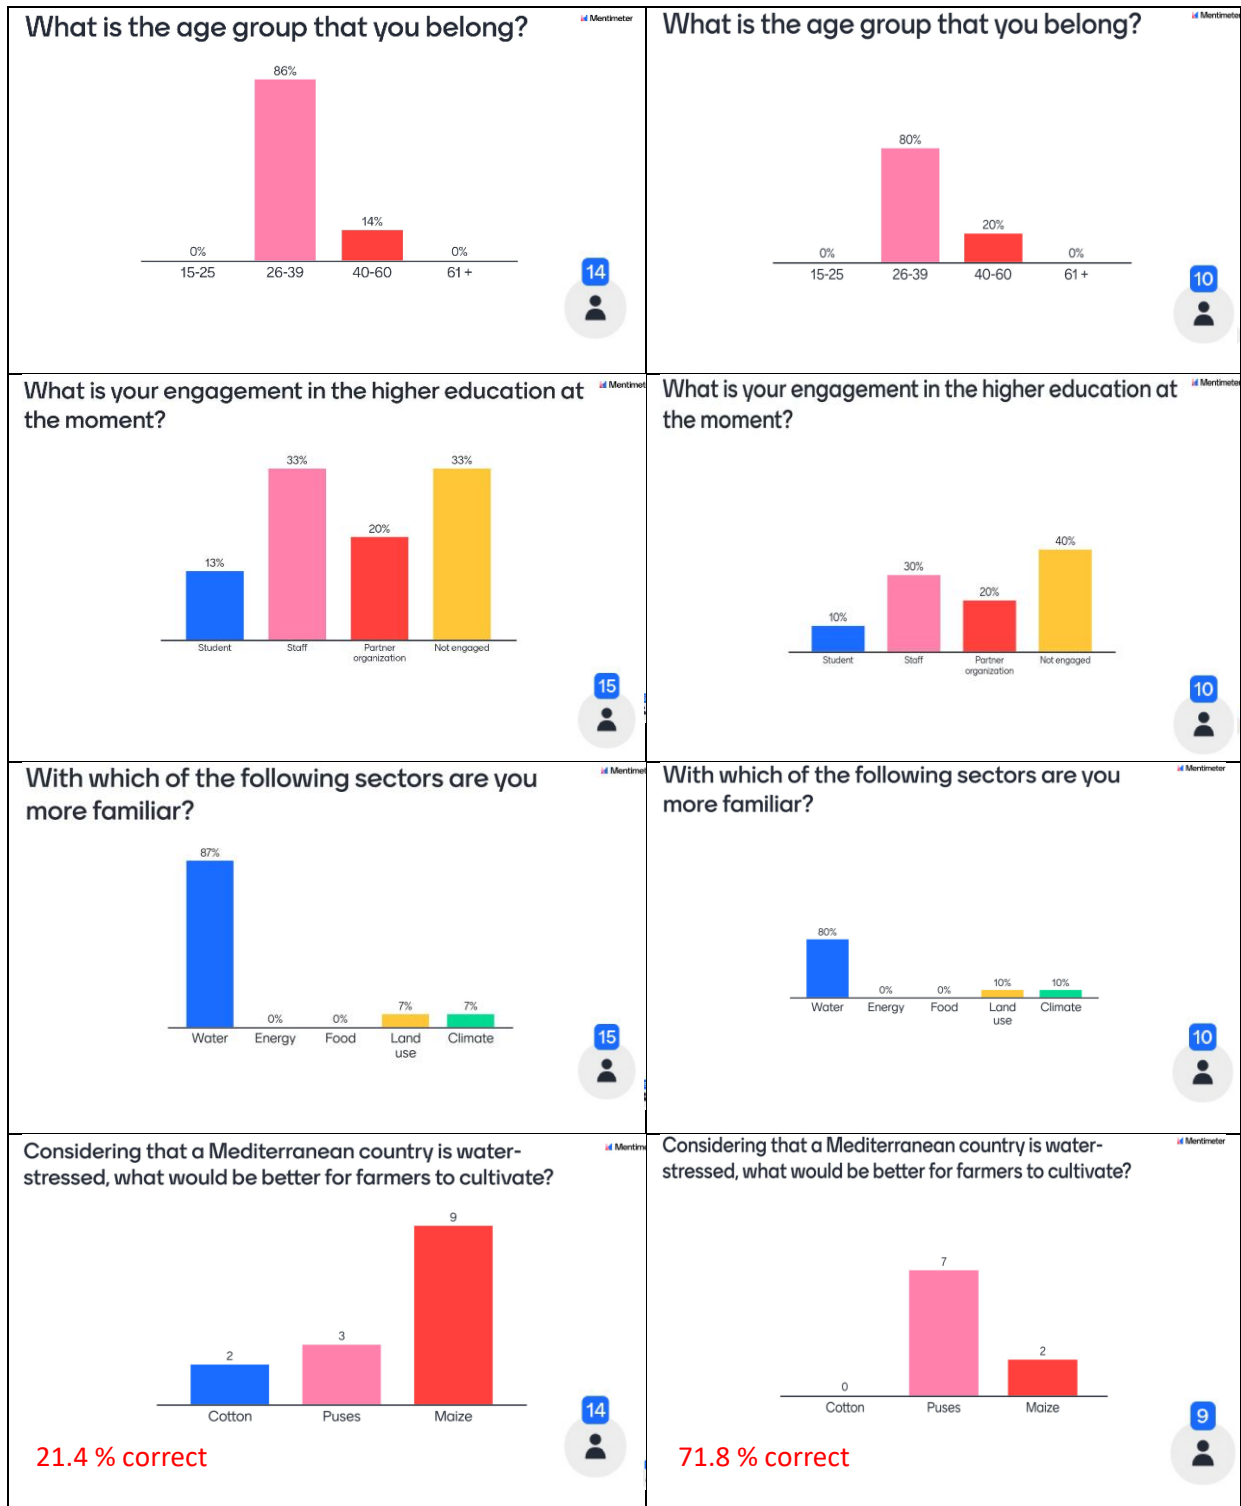 What is the age group that you belong?
Mentimeter
86%
14%
0%
0%
15-25
26-39
40-60
61 +
14
What is the age group that you belong?
Mentimeter
80%
20%
0%
0%
15-25
26-39
40-60
61 +
10
What is your engagement in the higher education at
the moment?
Mentimet
33%
33%
20%
13%
Student
Staff
Partner
organization
Not engaged
15
What is your engagement in the higher education at
the moment?
Mentimeter
40%
30%
20%
10%
Student
Staff
Partner
organization
Not engaged
10
With which of the following sectors are you
more familiar?
Mentimet
87%
0%
0%
7%
7%
Water
Energy
Food
Land
use
Climate
15
With which of the following sectors are you
more familiar?
Mentimeter
80%
0%
0%
10%
10%
Water
Energy
Food
Land
use
Climate
10
Considering that a Mediterranean country is water-
stressed, what would be better for farmers to cultivate?
Mentim
9
3
2
Cotton
Puses
Maize
14
21.4 % correct
Considering that a Mediterranean country is water-
stressed, what would be better for farmers to cultivate?
Mentimeter
7
2
0
Cotton
Puses
Maize
9
71.8 % correct